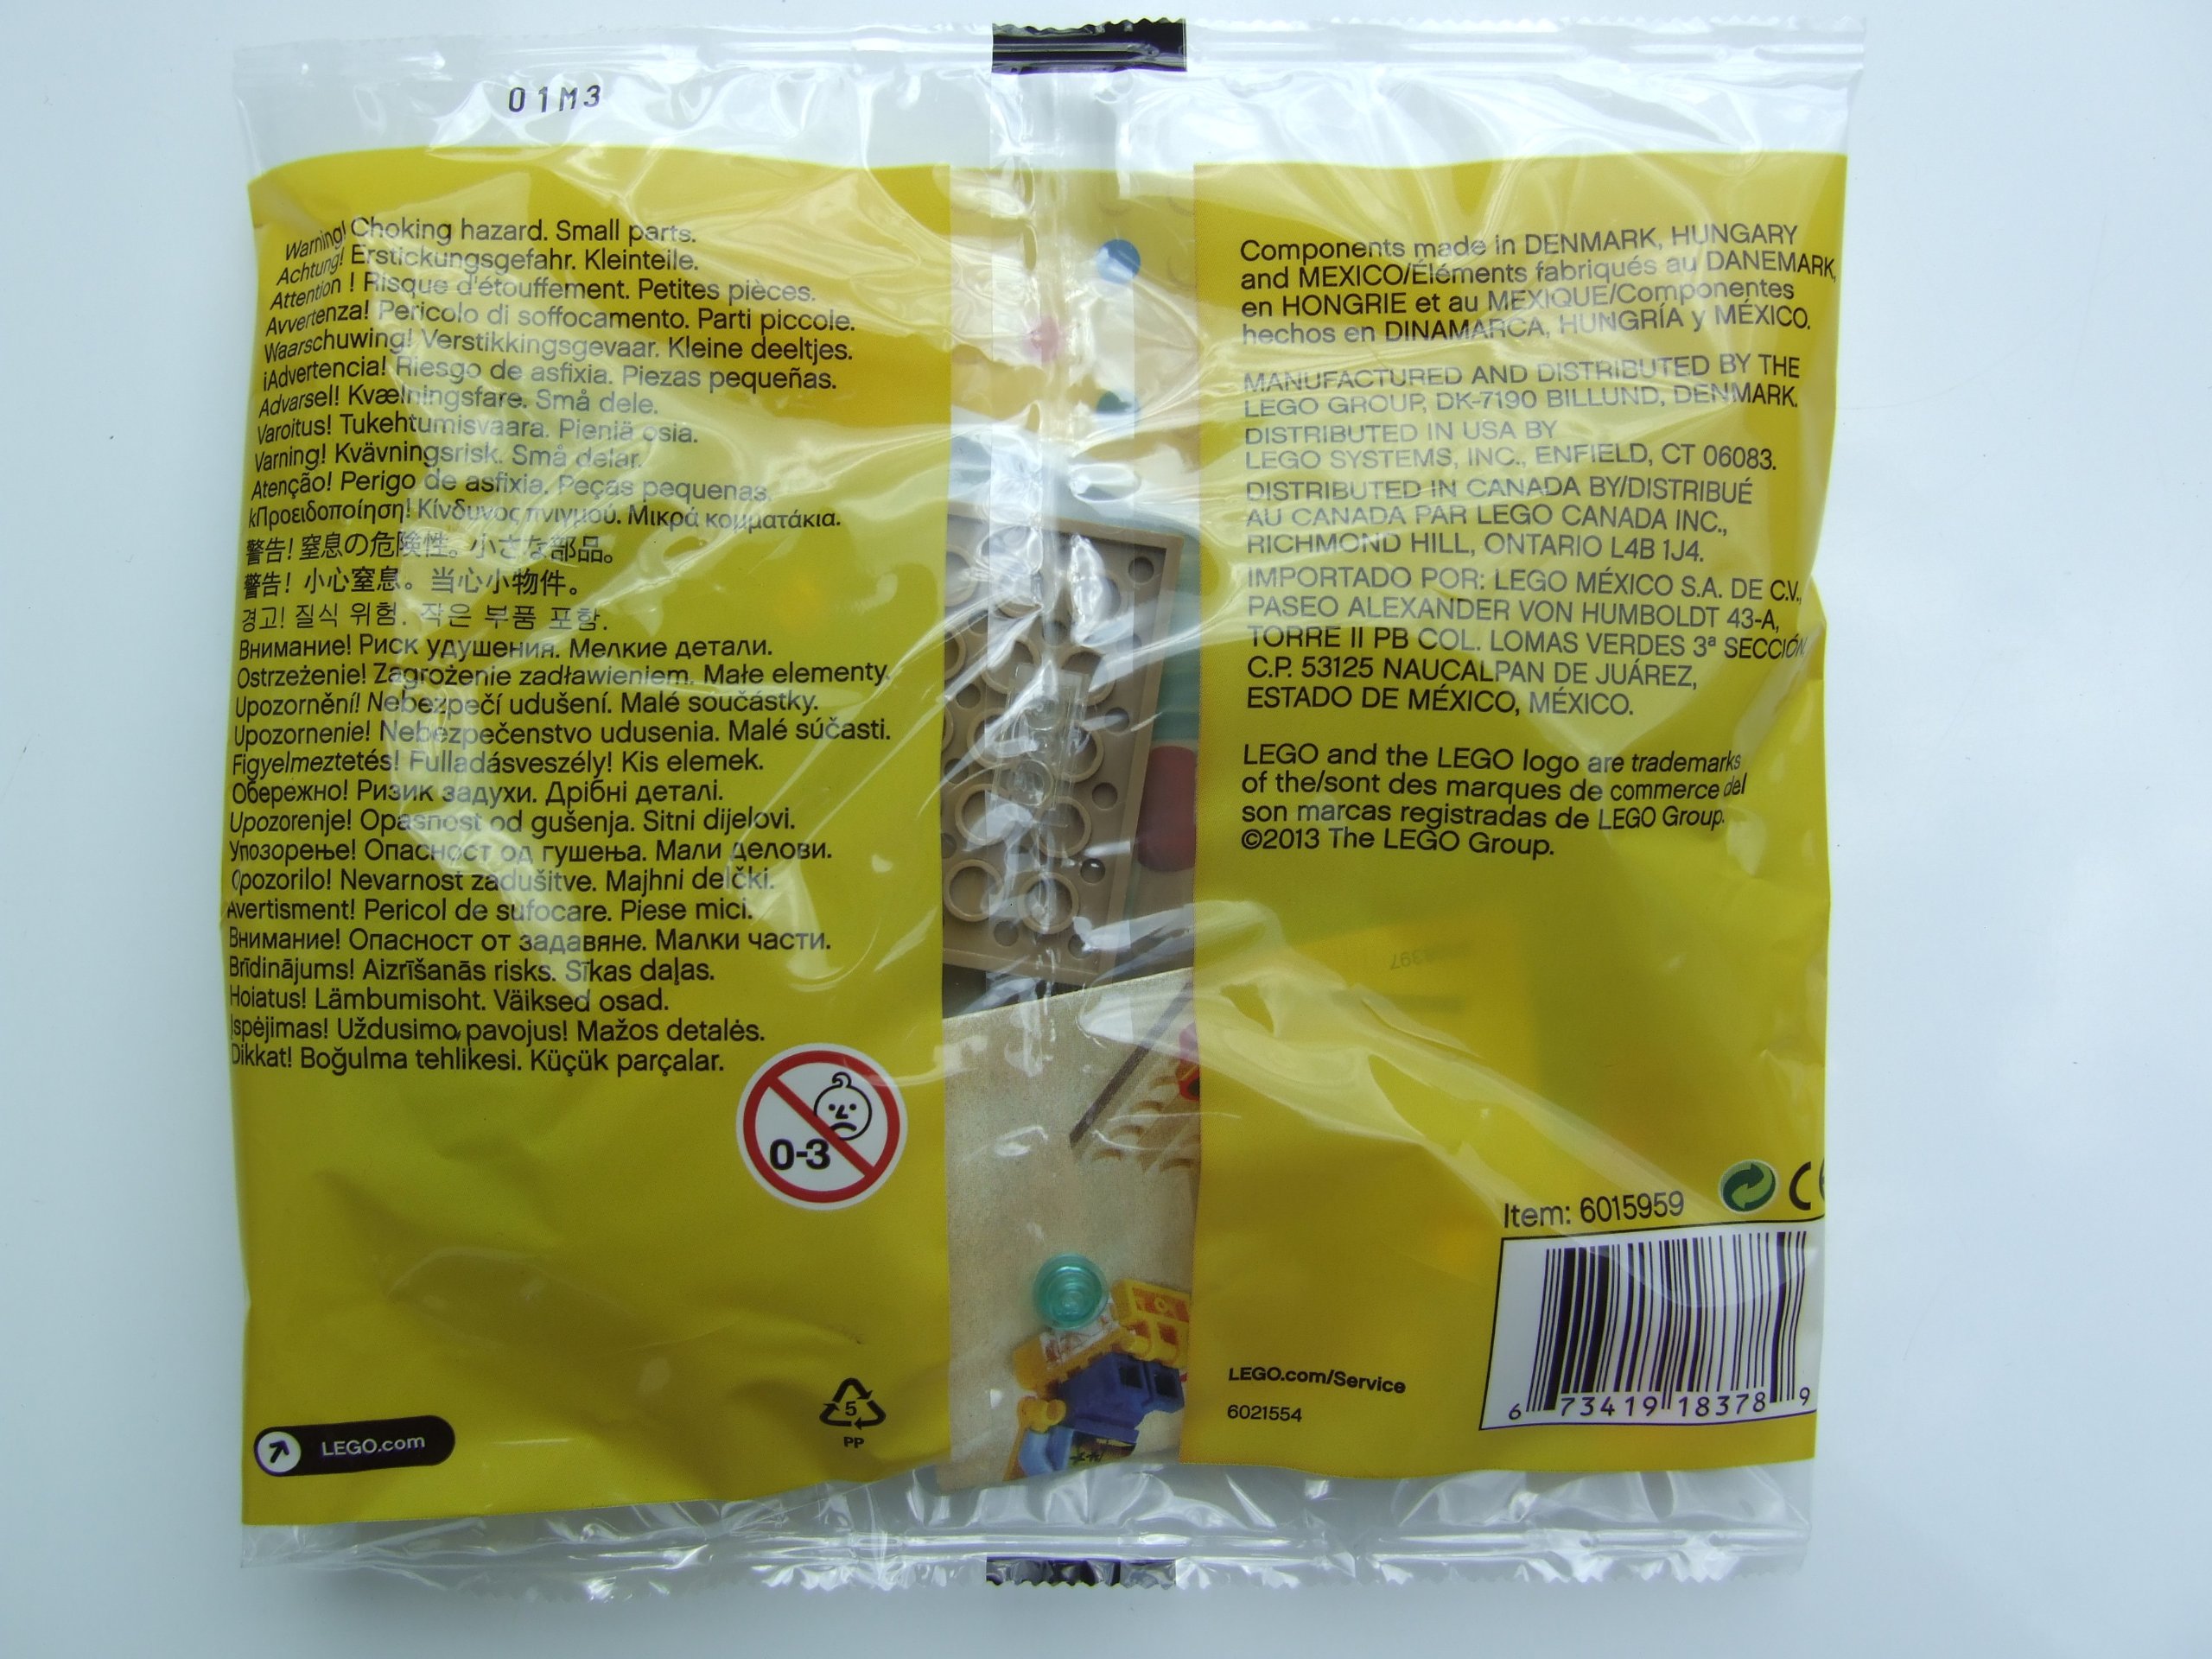 01M3
Warning! Choking hazard. Small parts.
Achtung! Erstickungsgefahr. Kleinteile.
Attention ! Risque d'étouffement. Petites pièces.
Avvertenza! Pericolo di soffocamento. Parti piccole.
Waarschuwing! Verstikkingsgevaar. Kleine deeltjes.
¡Advertencia! Riesgo de asfixia. Piezas pequeñas.
Advarsel! Kvælningsfare. Små dele.
Varoitus! Tukehtumisvaara. Pieniä osia.
Varning! Kvävningsrisk. Små delar.
Atenção! Perigo de asfixia. Peças pequenas.
kΠροειδοποίηση! Κίνδυνος πνιγμού. Μικρά κομματάκια.
警告! 窒息の危険性。小さな部品。
警告! 小心窒息。当心小物件。
경고! 질식 위험. 작은 부품 포함.
Внимание! Риск удушения. Мелкие детали.
Ostrzeżenie! Zagrożenie zadławieniem. Małe elementy.
Upozornění! Nebezpečí udušení. Malé součástky.
Upozornenie! Nebezpečenstvo udusenia. Malé súčasti.
Figyelmeztetés! Fulladásveszély! Kis elemek.
Обережно! Ризик задухи. Дрібні деталі.
Upozorenje! Opasnost od gušenja. Sitni dijelovi.
Упозорење! Опасност од гушења. Мали делови.
Opozorilo! Nevarnost zadušitve. Majhni delčki.
Avertisment! Pericol de sufocare. Piese mici.
Внимание! Опасност от задавяне. Малки части.
Brīdinājums! Aizrīšanās risks. Sīkas daļas.
Hoiatus! Lämbumisoht. Väiksed osad.
Įspėjimas! Uždusimo pavojus! Mažos detalės.
Dikkat! Boğulma tehlikesi. Küçük parçalar.
0-3
5
PP
LEGO.com
Components made in DENMARK, HUNGARY
and MEXICO/Éléments fabriqués au DANEMARK,
en HONGRIE et au MEXIQUE/Componentes
hechos en DINAMARCA, HUNGRÍA y MÉXICO.
MANUFACTURED AND DISTRIBUTED BY THE
LEGO GROUP, DK-7190 BILLUND, DENMARK.
DISTRIBUTED IN USA BY
LEGO SYSTEMS, INC., ENFIELD, CT 06083.
DISTRIBUTED IN CANADA BY/DISTRIBUÉ
AU CANADA PAR LEGO CANADA INC.,
RICHMOND HILL, ONTARIO L4B 1J4.
IMPORTADO POR: LEGO MÉXICO S.A. DE C.V.,
PASEO ALEXANDER VON HUMBOLDT 43-A,
TORRE II PB COL. LOMAS VERDES 3ª SECCIÓN
C.P. 53125 NAUCALPAN DE JUÁREZ,
ESTADO DE MÉXICO, MÉXICO.
LEGO and the LEGO logo are trademarks
of the/sont des marques de commerce del
son marcas registradas de LEGO Group.
©2013 The LEGO Group.
Item: 6015959
CE
6 73419 18378 9
LEGO.com/Service
6021554